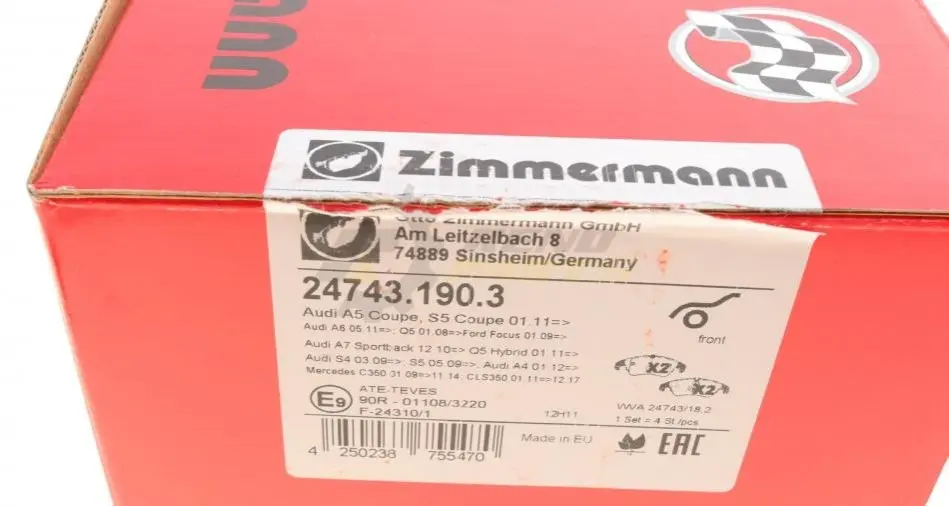 Zimmermann
Otto Zimmermann GmbH
Am Leitzelbach 8
74889 Sinsheim/Germany
24743.190.3
Audi A5 Coupe, S5 Coupe 01.11=>
Audi A6 05.11=>; Q5 01.08=>Ford Focus 01.09=>
Audi A7 Sportback 12 10=> Q5 Hybrid 01 11=>
Audi S4 03.09=>; S5 05.09=>, Audi A4 01 12=>
Mercedes C350 01 09=>11.14; CLS350 01.11=>12.17
front
X2
X2
E9
ATE-TEVES
90R - 01108/3220
F-24310/1
12H11
WVA 24743/18,2
1 Set = 4 St /pcs
Made in EU
EAC
4 250238 755470